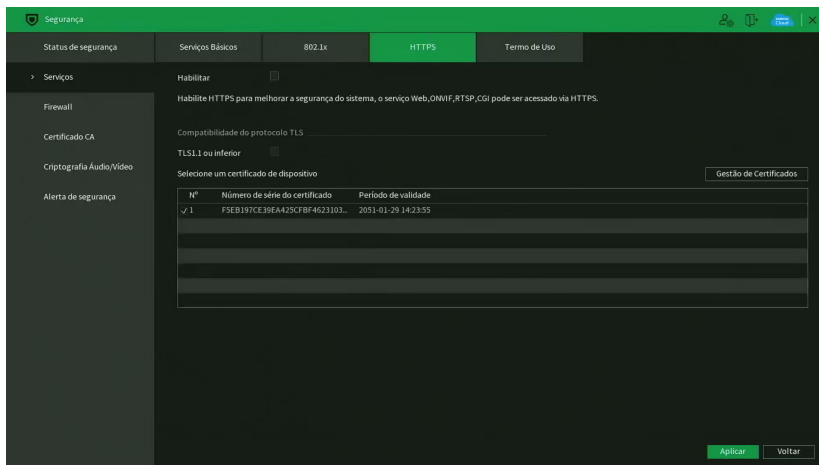 Segurança
Status de segurança
Serviços Básicos
802.1x
HTTPS
Termo de Uso
> Serviços
Firewall
Certificado CA
Criptografia Áudio/Vídeo
Alerta de segurança
Habilitar
Habilite HTTPS para melhorar a segurança do sistema, o serviço Web,ONVIF,RTSP,CGI pode ser acessado via HTTPS.
Compatibilidade do protocolo TLS
TLS1.1 ou inferior
Selecione um certificado de dispositivo
Gestão de Certificados
Nº Número de série do certificado Período de validade
1 F5EB197CE39EA425CFBF4623103... 2051-01-29 14:23:55
Aplicar
Voltar